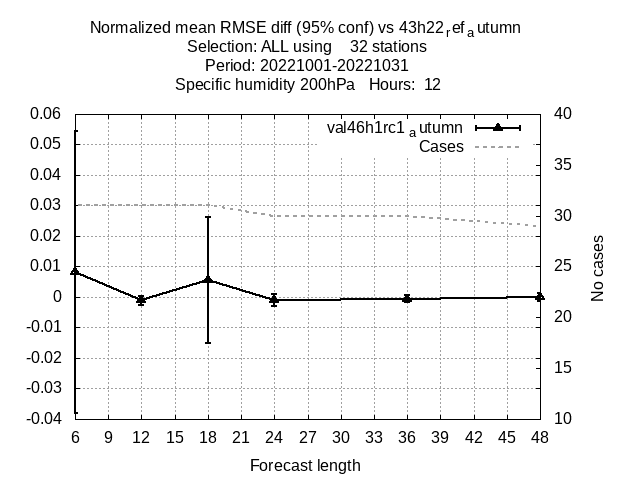 Normalized mean RMSE diff (95% conf) vs 43h22refautumn
Selection: ALL using 32 stations
Period: 20221001-20221031
Specific humidity 200hPa Hours: 12
0.06
0.05
0.04
0.03
0.02
0.01
0
-0.01
-0.02
-0.03
-0.04
val46h1rc1autumn
Cases
40
35
30
25
20
15
10
No cases
6 9 12 15 18 21 24 27 30 33 36 39 42 45 48
Forecast length